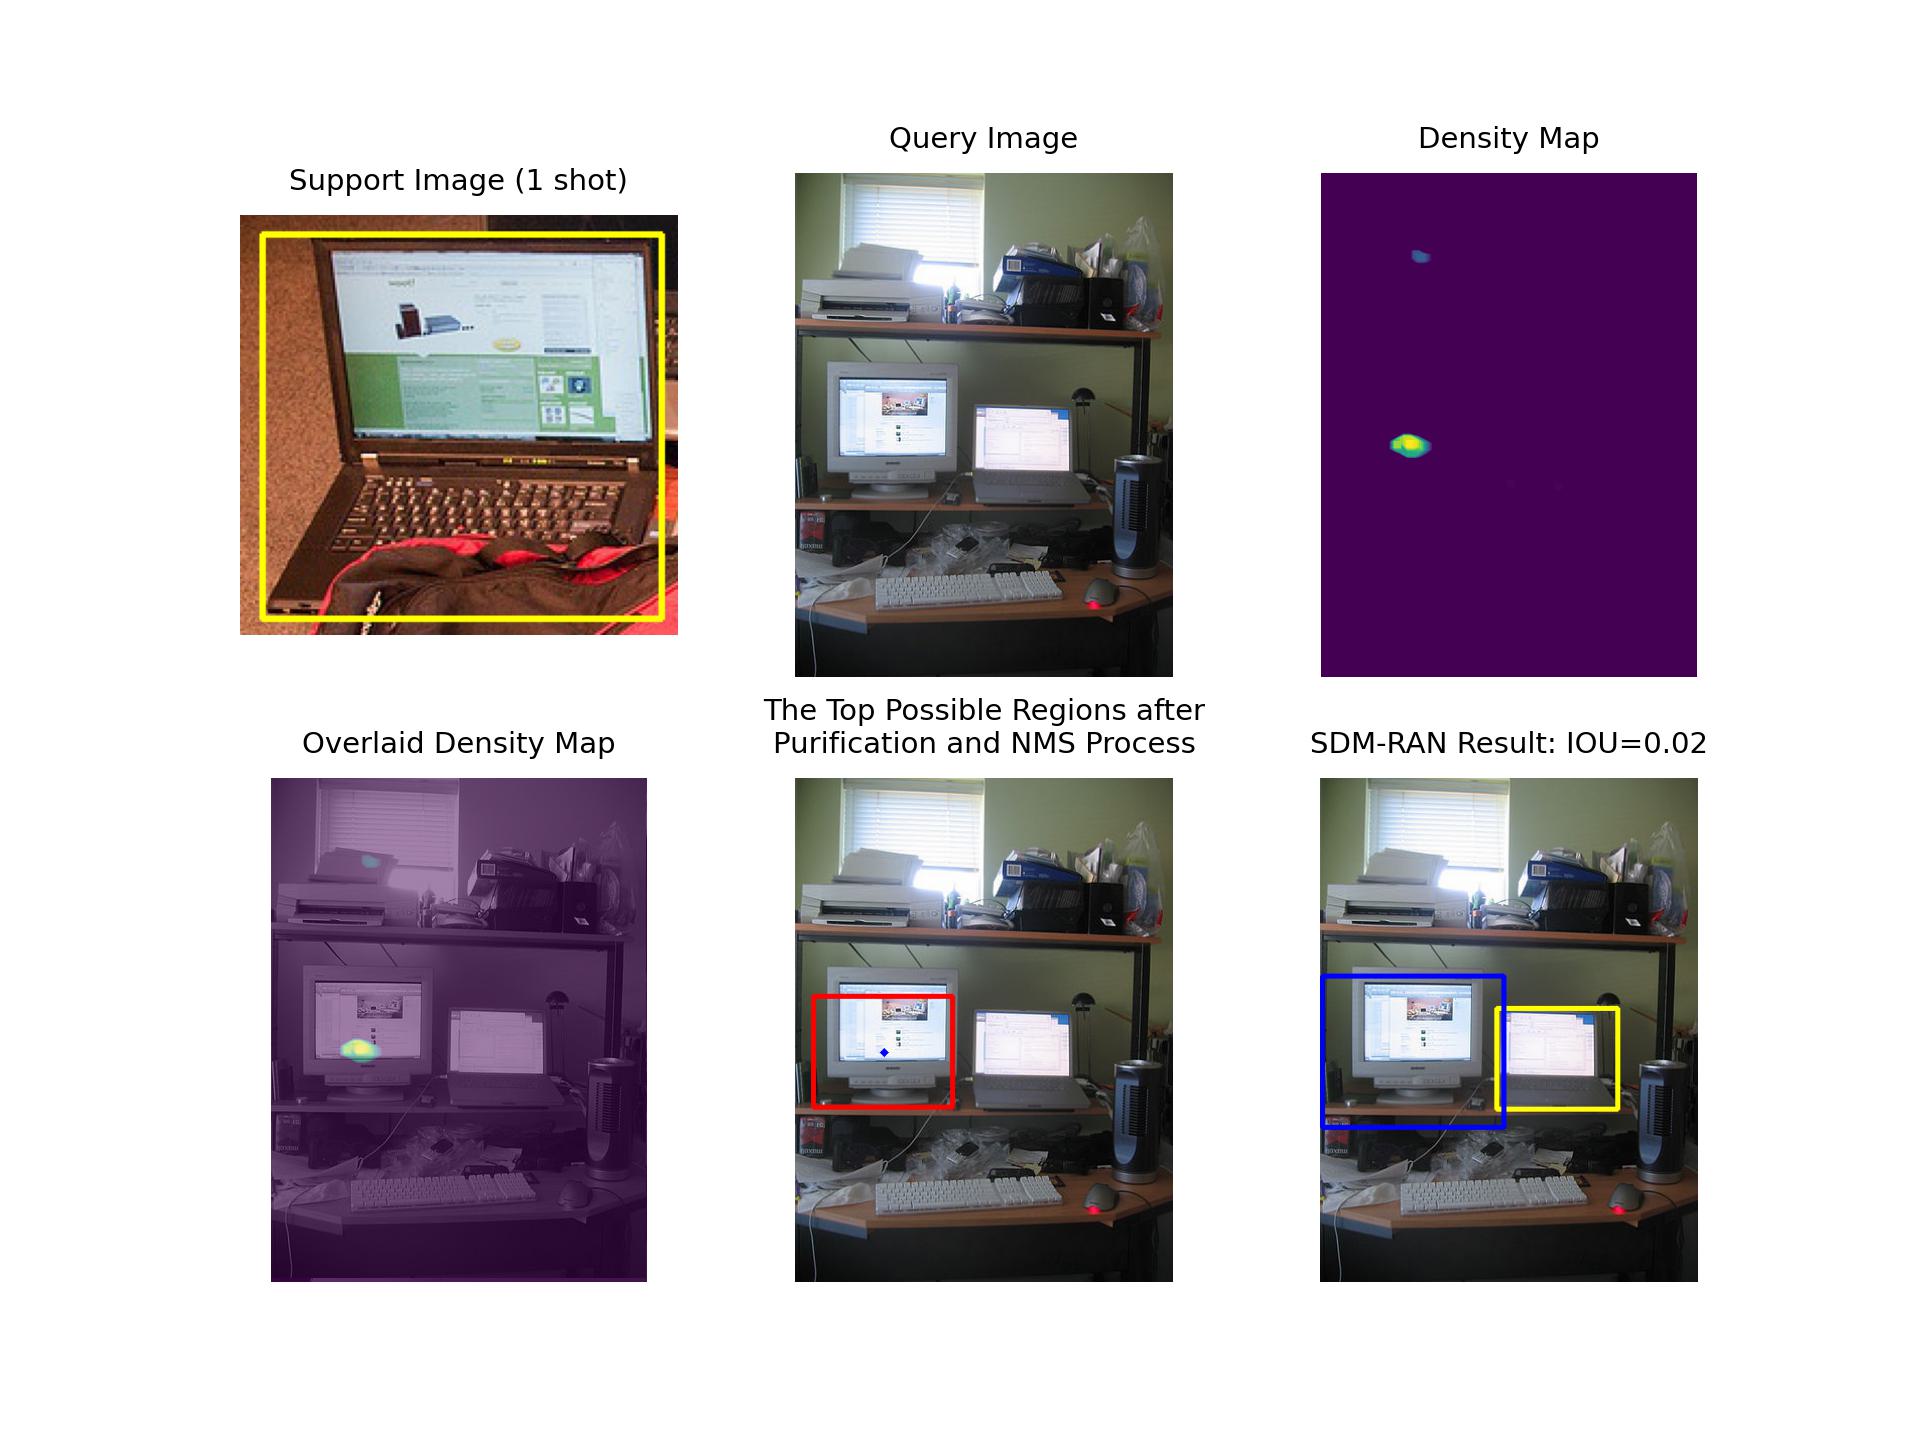 Support Image (1 shot)
Query Image
Density Map
Overlaid Density Map
The Top Possible Regions after
Purification and NMS Process
SDM-RAN Result: IOU=0.02
woot!